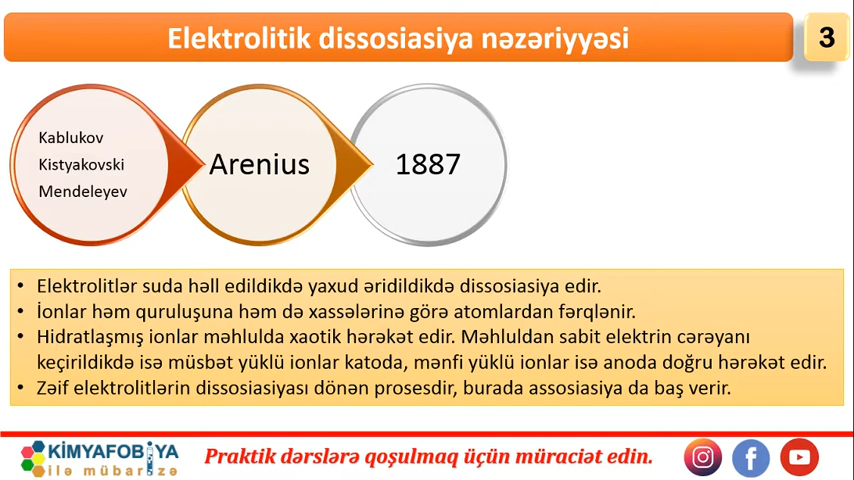 Elektrolitik dissosiasiya nəzəriyyəsi
3
Kablukov
Kistyakovski
Mendeleyev
Arenius
1887
• Elektrolitlər suda həll edildikdə yaxud əridildikdə dissosiasiya edir.
• İonlar həm quruluşuna həm də xassələrinə görə atomlardan fərqlənir.
• Hidratlaşmış ionlar məhlulda xaotik hərəkət edir. Məhluldan sabit elektrin cərəyanı
keçirildikdə isə müsbət yüklü ionlar katoda, mənfi yüklü ionlar isə anoda doğru hərəkət edir.
• Zəif elektrolitlərin dissosiasiyası dönən prosesdir, burada assosiasiya da baş verir.
KİMYAFOBİYA
ilə mübarizə
Praktik dərslərə qoşulmaq üçün müraciət edin.